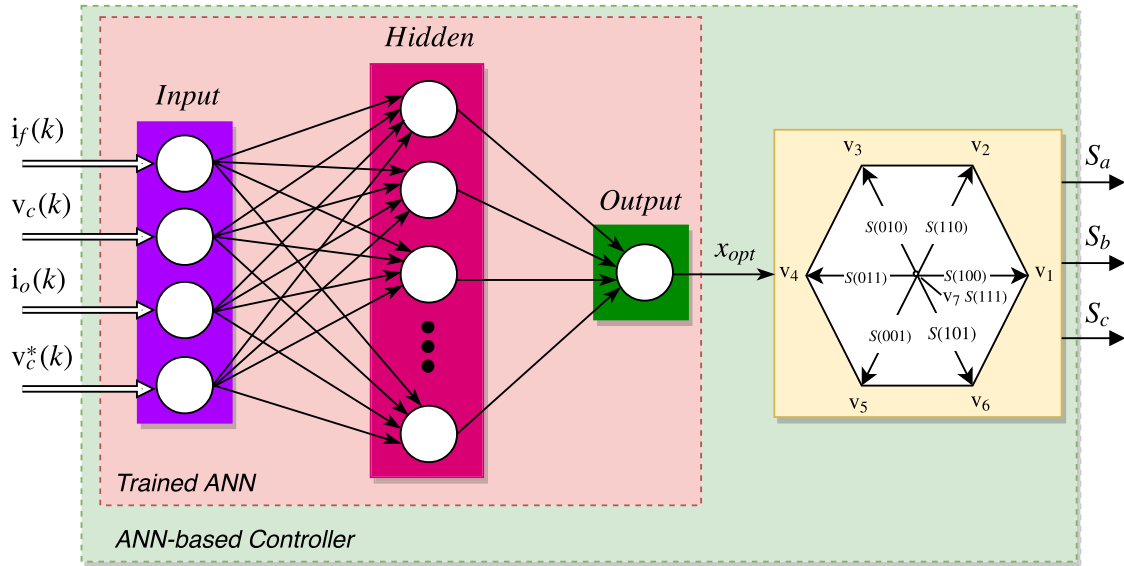 Hidden
Input
i_f(k)
v_c(k)
i_o(k)
v_c^*(k)
Output
x_opt
v_3
v_2
S(010)
S(110)
v_4
S(011)
S(100)
v_1
v_7 S(111)
S(001)
S(101)
v_5
v_6
S_a
S_b
S_c
Trained ANN
ANN-based Controller